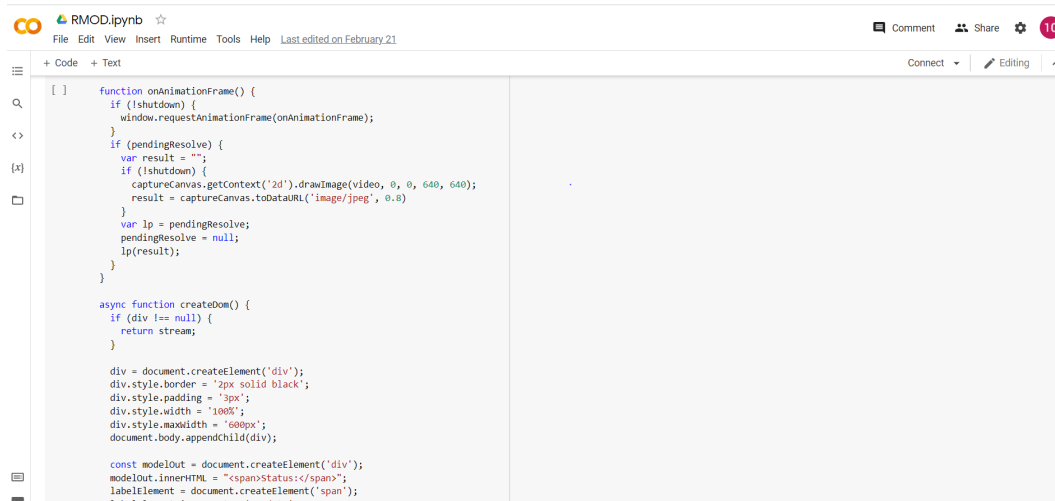 RMOD.ipynb
File Edit View Insert Runtime Tools Help Last edited on February 21
Comment Share 10
+ Code + Text
Connect Editing
{x}
[ ]
function onAnimationFrame() {
if (!shutdown) {
window.requestAnimationFrame(onAnimationFrame);
}
if (pendingResolve) {
var result = "";
if (!shutdown) {
captureCanvas.getContext('2d').drawImage(video, 0, 0, 640, 640);
result = captureCanvas.toDataURL('image/jpeg', 0.8)
}
var lp = pendingResolve;
pendingResolve = null;
lp(result);
}
}
async function createDom() {
if (div !== null) {
return stream;
}
div = document.createElement('div');
div.style.border = '2px solid black';
div.style.padding = '3px';
div.style.width = '100%';
div.style.maxWidth = '600px';
document.body.appendChild(div);
const modelOut = document.createElement('div');
modelOut.innerHTML = "<span>Status:</span>";
labelElement = document.createElement('span');